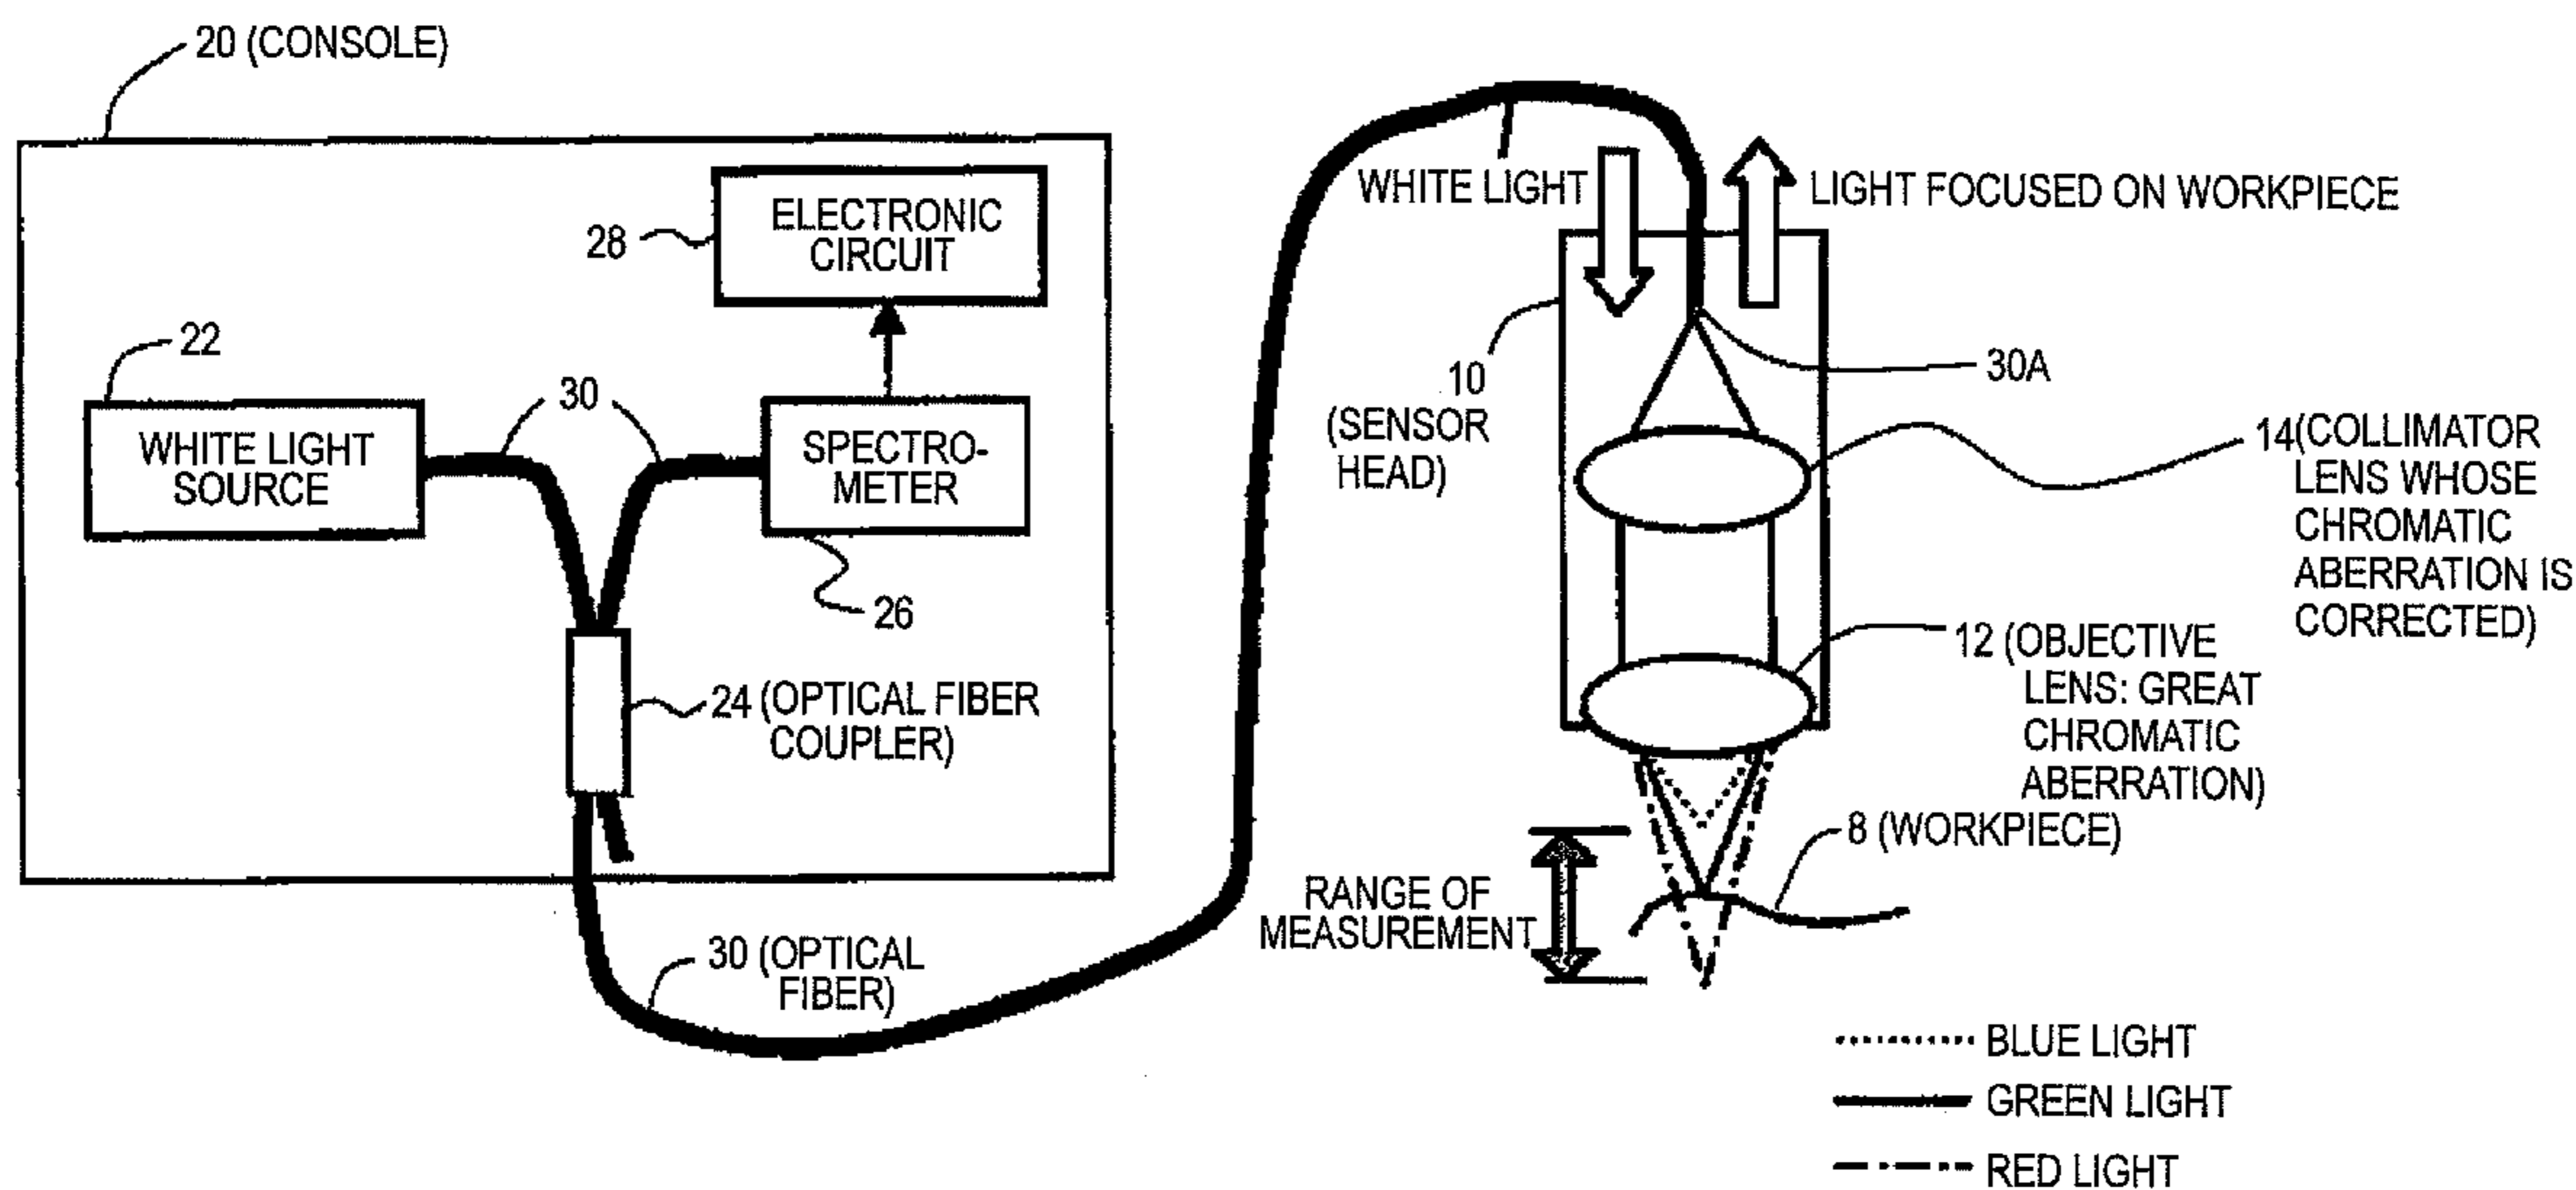 20 (CONSOLE)
28
ELECTRONIC
CIRCUIT
22
WHITE LIGHT
SOURCE
30
SPECTRO-
METER
26
24 (OPTICAL FIBER
COUPLER)
30 (OPTICAL
FIBER)
WHITE LIGHT
LIGHT FOCUSED ON WORKPIECE
10
(SENSOR
HEAD)
30A
14(COLLIMATOR
LENS WHOSE
CHROMATIC
ABERRATION IS
CORRECTED)
12 (OBJECTIVE
LENS: GREAT
CHROMATIC
ABERRATION)
8 (WORKPIECE)
RANGE OF
MEASUREMENT
BLUE LIGHT
GREEN LIGHT
RED LIGHT